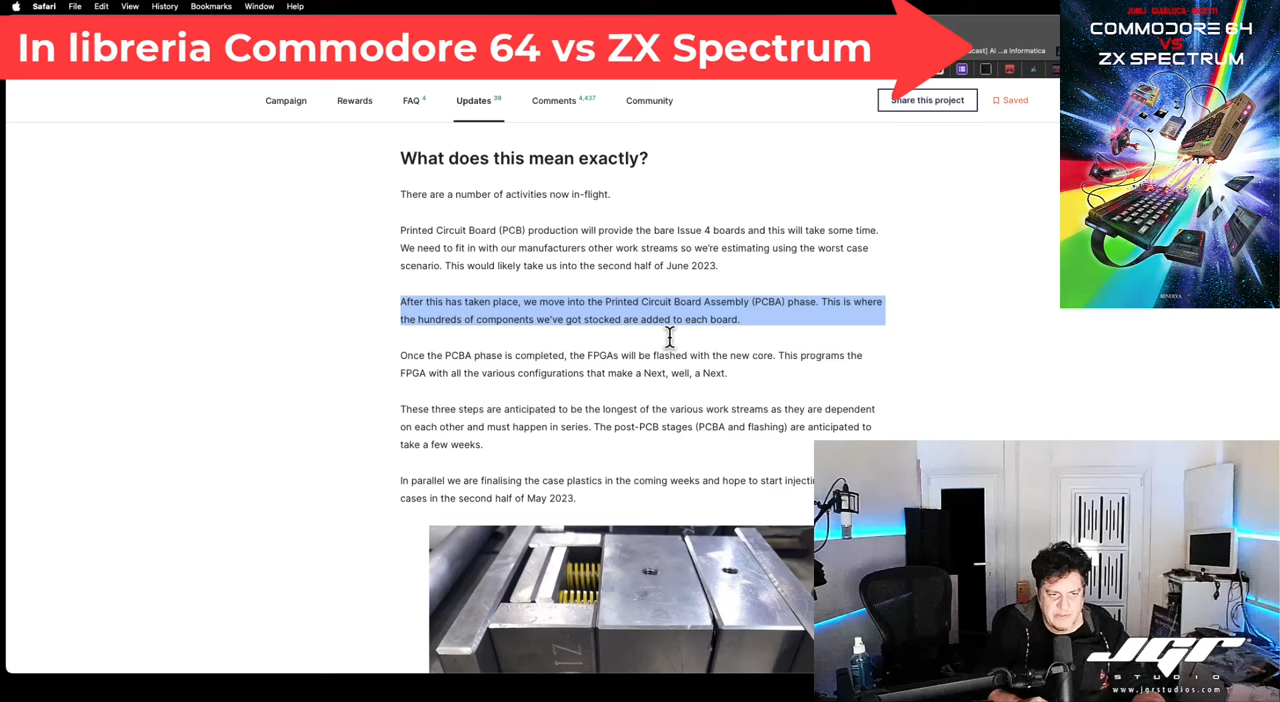 Safari File Edit View History Bookmarks Window Help
In libreria Commodore 64 vs ZX Spectrum
AI ...a Informatica
COMMODORE 64
VS
ZX SPECTRUM
MINERVA
Campaign Rewards FAQ 4 Updates 39 Comments 4,437 Community Share this project Saved
What does this mean exactly?
There are a number of activities now in-flight.
Printed Circuit Board (PCB) production will provide the bare Issue 4 boards and this will take some time.
We need to fit in with our manufacturers other work streams so we're estimating using the worst case
scenario. This would likely take us into the second half of June 2023.
After this has taken place, we move into the Printed Circuit Board Assembly (PCBA) phase. This is where
the hundreds of components we've got stocked are added to each board.
Once the PCBA phase is completed, the FPGAs will be flashed with the new core. This programs the
FPGA with all the various configurations that make a Next, well, a Next.
These three steps are anticipated to be the longest of the various work streams as they are dependent
on each other and must happen in series. The post-PCB stages (PCBA and flashing) are anticipated to
take a few weeks.
In parallel we are finalising the case plastics in the coming weeks and hope to start
cases in the second half of May 2023.
JGR
STUDIO
www.jgrstudios.com